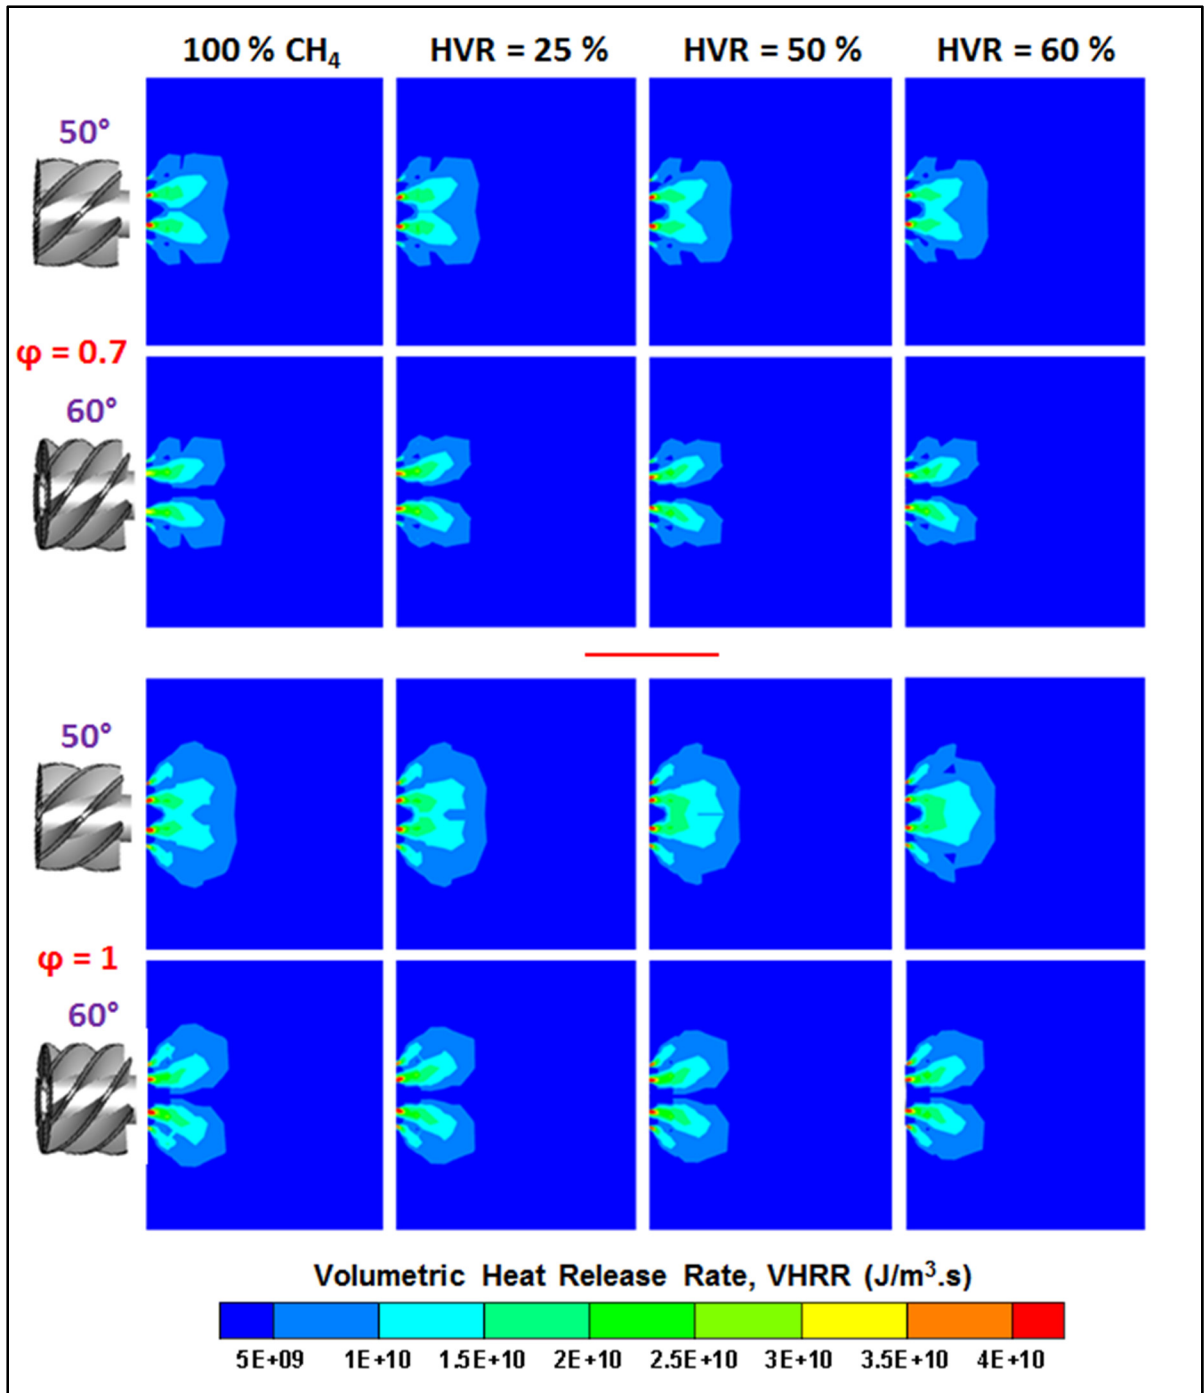 100 % CH₄ HVR = 25 % HVR = 50 % HVR = 60 %
50°
φ = 0.7
60°
50°
φ = 1
60°
Volumetric Heat Release Rate, VHRR (J/m³.s)
5E+09 1E+10 1.5E+10 2E+10 2.5E+10 3E+10 3.5E+10 4E+10